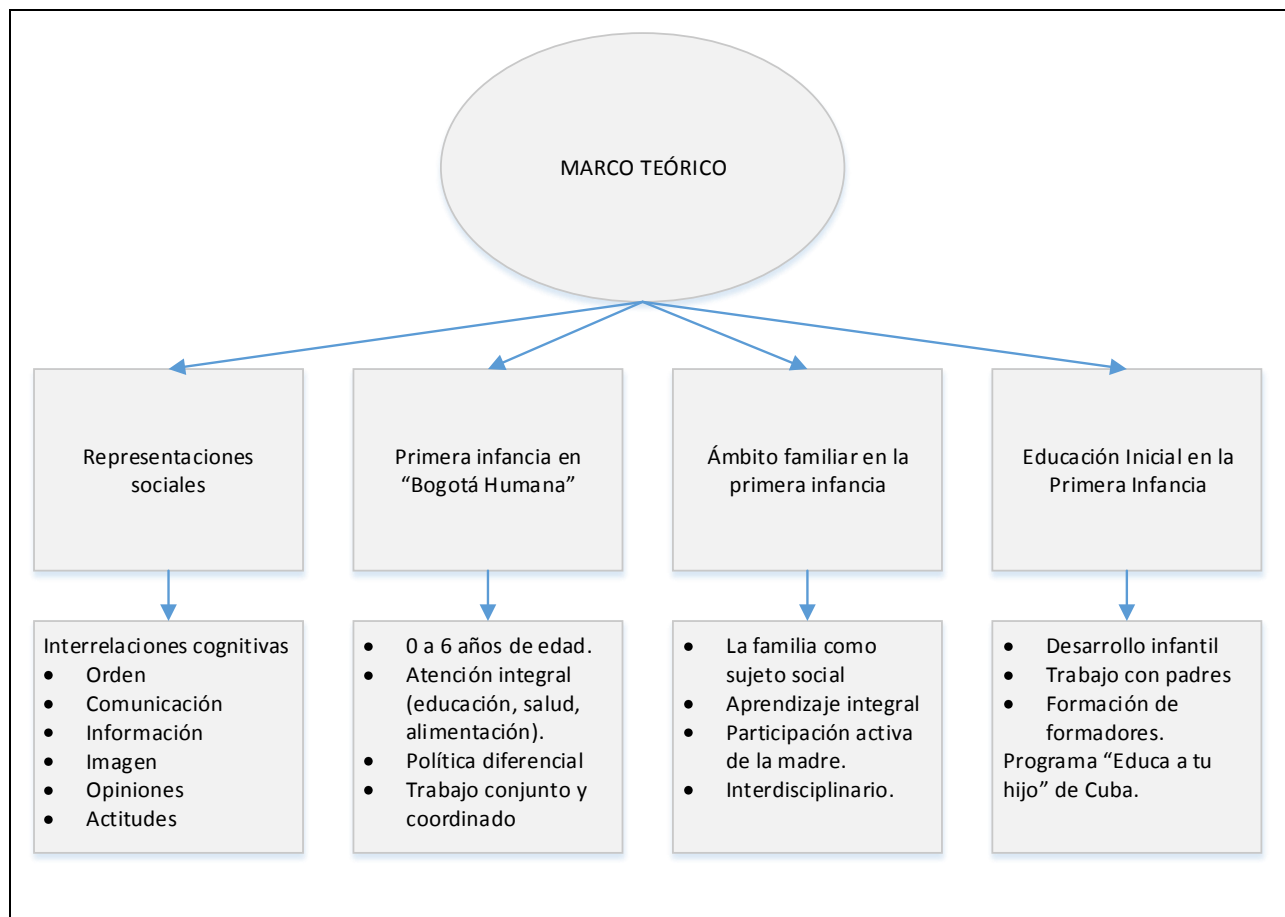 MARCO TEÓRICO
Representaciones
sociales
Primera infancia en
“Bogotá Humana”
Ámbito familiar en la
primera infancia
Educación Inicial en la
Primera Infancia
Interrelaciones cognitivas
• Orden
• Comunicación
• Información
• Imagen
• Opiniones
• Actitudes
• 0 a 6 años de edad.
• Atención integral
(educación, salud,
alimentación).
• Política diferencial
• Trabajo conjunto y
coordinado
• La familia como
sujeto social
• Aprendizaje integral
• Participación activa
de la madre.
• Interdisciplinario.
• Desarrollo infantil
• Trabajo con padres
• Formación de
formadores.
Programa “Educa a tu
hijo” de Cuba.